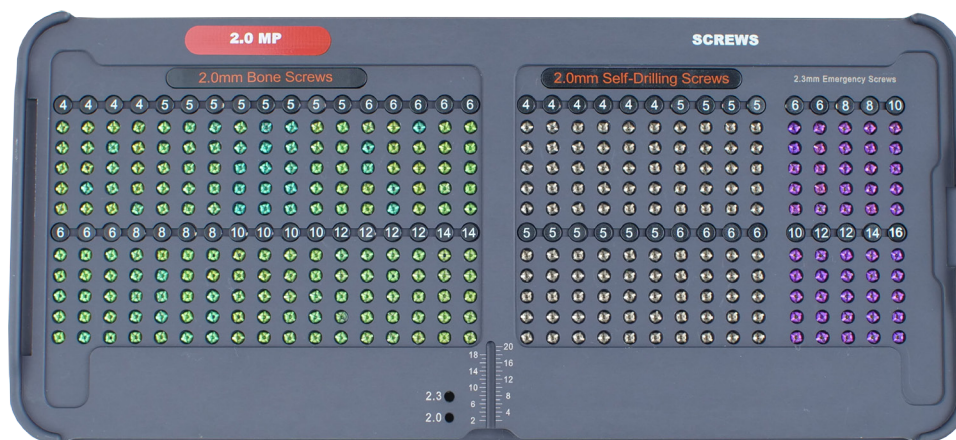 2.0 MP
SCREWS
2.0mm Bone Screws
2.0mm Self-Drilling Screws
2.3mm Emergency Screws
4 4 4 4 5 5 5 5 5 5 5 5 6 6 6 6 6
4 4 4 4 4 4 5 5 5 5
6 6 8 8 10
6 6 6 8 8 8 8 10 10 10 10 12 12 12 12 14 14
5 5 5 5 5 5 6 6 6 6
10 12 12 14 16
20
18
16
14
12
10
2.3
8
6
4
2.0
2